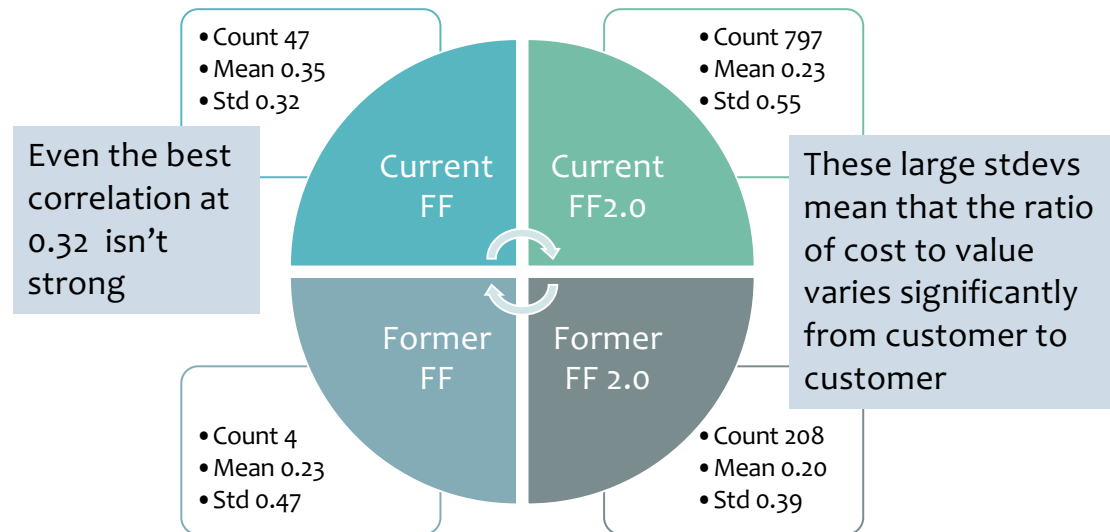 • Count 47
• Mean 0.35
• Std 0.32
• Count 797
• Mean 0.23
• Std 0.55
Even the best
correlation at
0.32 isn’t
strong
Current
FF
Current
FF2.0
These large stdevs
mean that the ratio
of cost to value
varies significantly
from customer to
customer
Former
FF
Former
FF 2.0
• Count 4
• Mean 0.23
• Std 0.47
• Count 208
• Mean 0.20
• Std 0.39